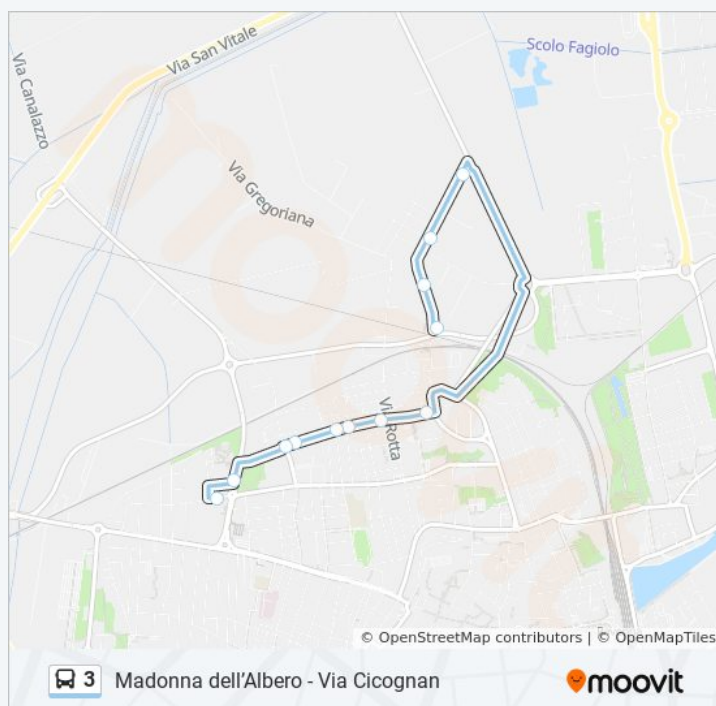 Scolo Fagiolo
Via San Vitale
Via Canalazzo
Via Gregoriana
Via Rotta
© OpenStreetMap contributors | © OpenMapTiles
3 Madonna dell'Albero - Via Cicognan
moovit